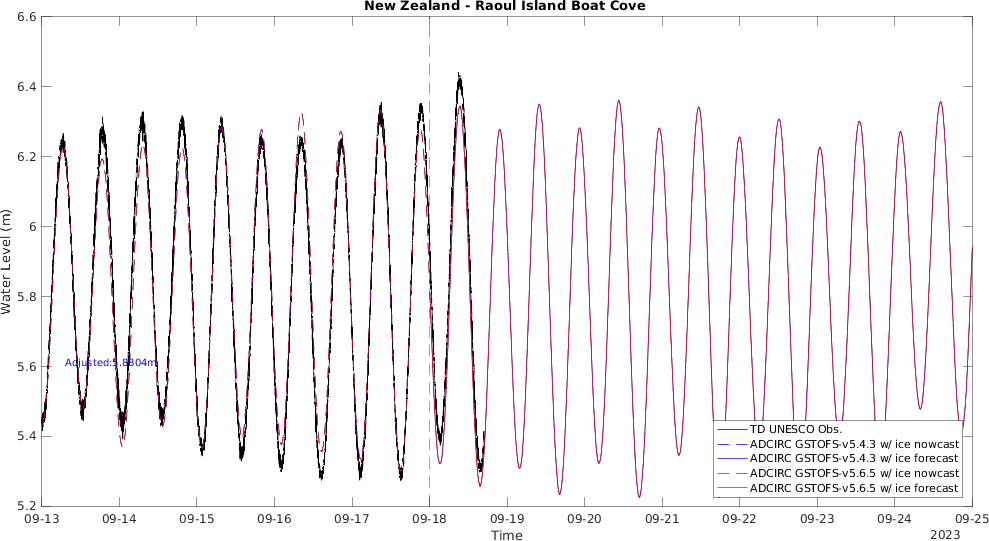 New Zealand - Raoul Island Boat Cove
6.6
6.4
6.2
6
5.8
5.6
5.4
5.2
Water Level (m)
Adjusted:5.8304m
TD UNESCO Obs.
ADCIRC GSTOFS-v5.4.3 w/ ice nowcast
ADCIRC GSTOFS-v5.4.3 w/ ice forecast
ADCIRC GSTOFS-v5.6.5 w/ ice nowcast
ADCIRC GSTOFS-v5.6.5 w/ ice forecast
09-13 09-14 09-15 09-16 09-17 09-18 09-19 09-20 09-21 09-22 09-23 09-24 09-25
Time
2023